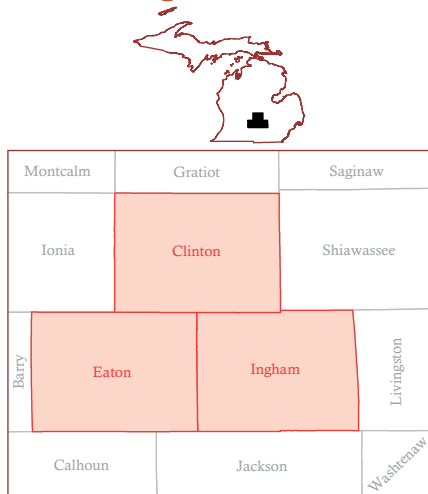 Montcalm
Gratiot
Saginaw
Ionia
Clinton
Shiawassee
Barry
Eaton
Ingham
Livingston
Calhoun
Jackson
Washtenaw